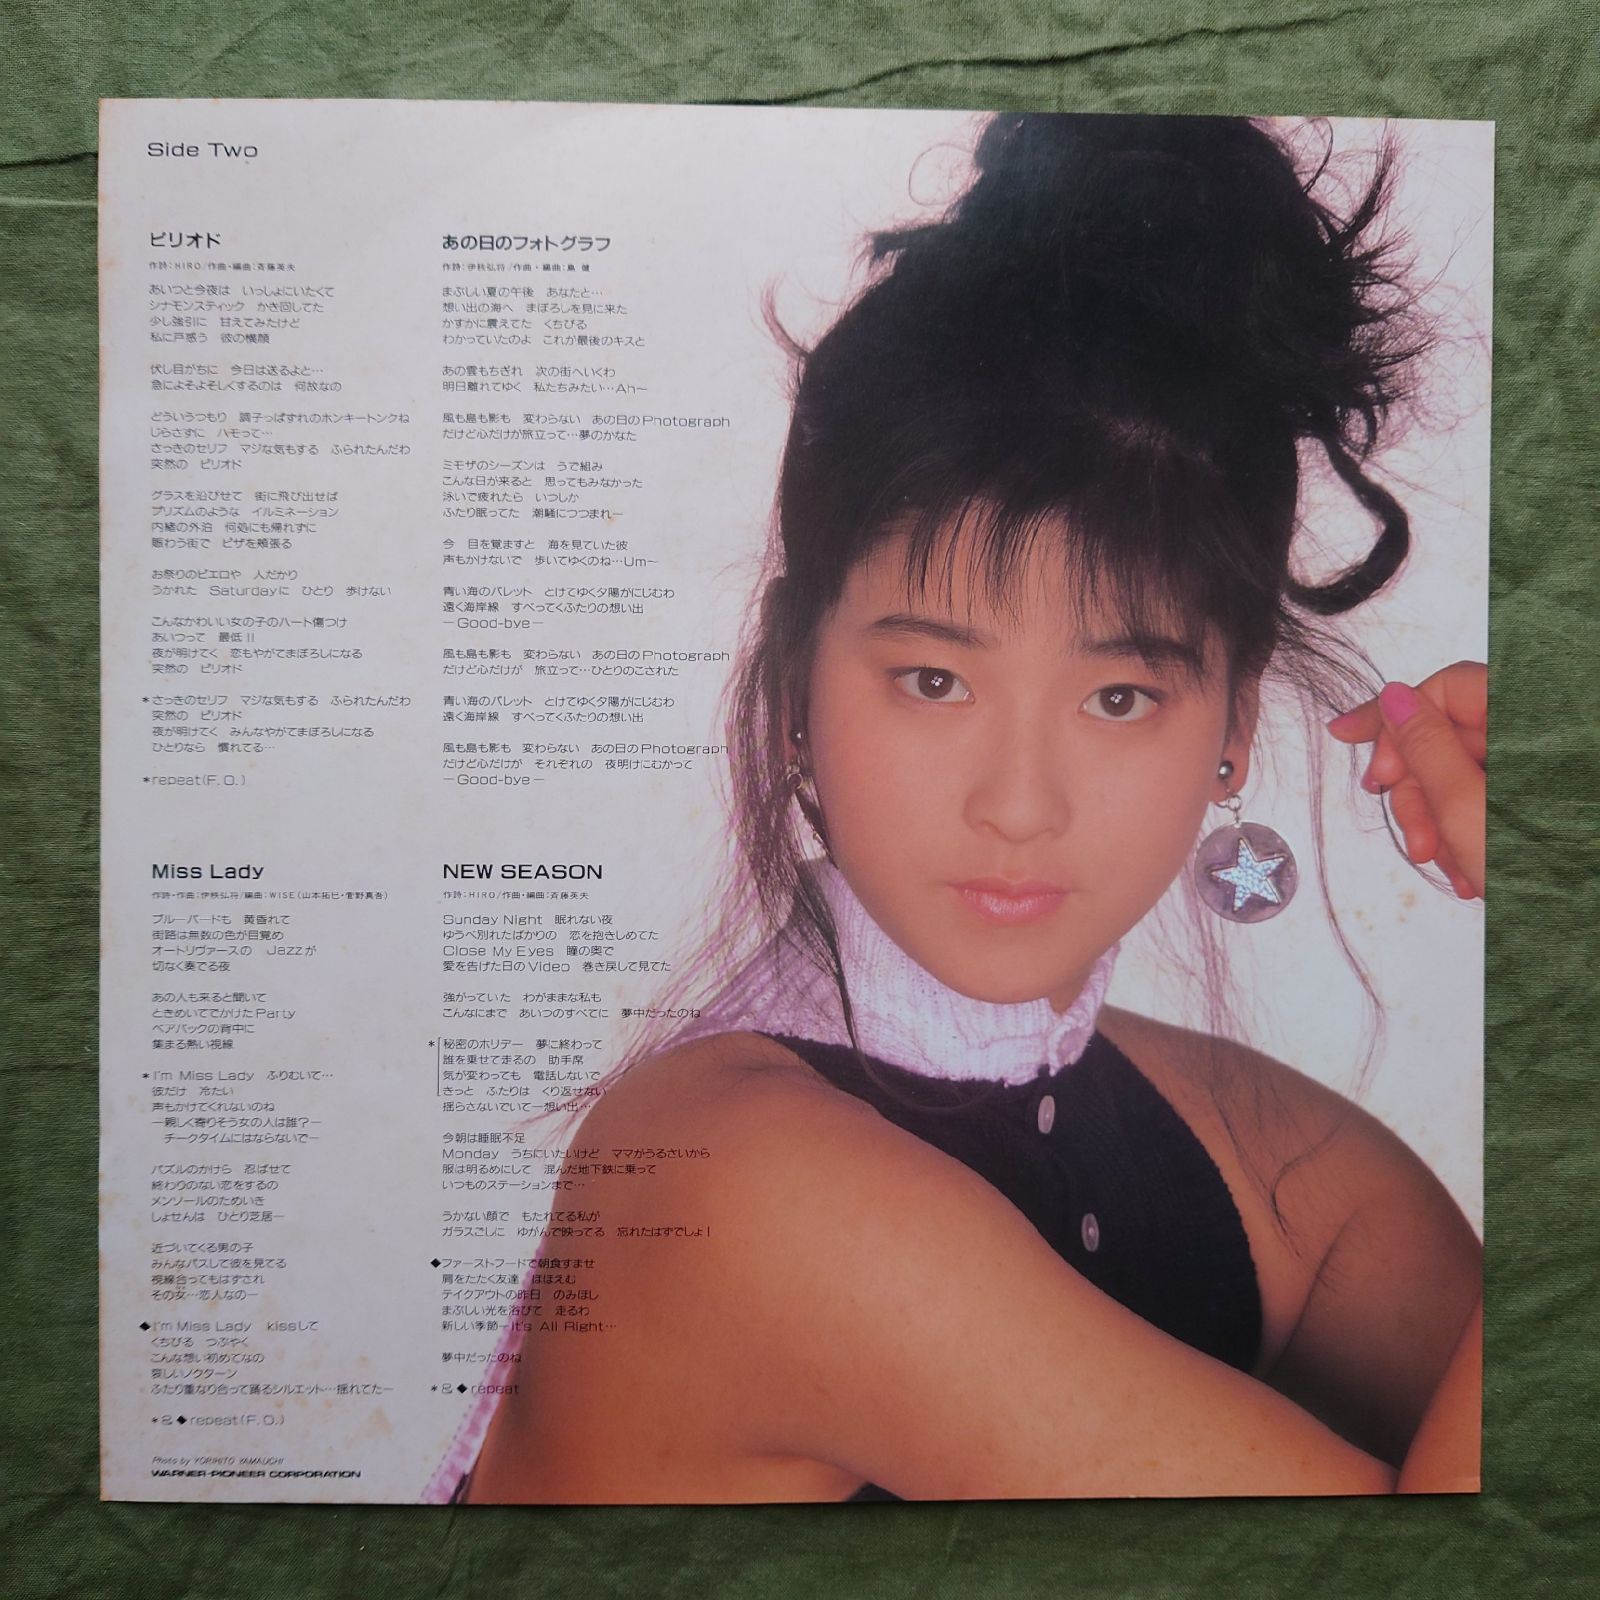 Side Two
ピリオド
作詩：HIRO/作曲・編曲：斉藤英夫
あいつと今夜は　いっしょにいたくて
シナモンスティック　かき回してた
少し強引に　甘えてみたけど
私に戸惑う　彼の横顔
伏し目がちに　今日は送るよと…
急によそよそしくするのは　何故なの
どういうつもり　調子っぱずれのホンキートンクね
じらさずに　ハモって…
さっきのセリフ　マジな気もする　ふられたんだわ
突然の　ピリオド
グラスを沿びせて　街に飛び出せば
プリズムのような　イルミネーション
内緒の外泊　何処にも帰れずに
賑わう街で　ピザを頬張る
お祭りのピエロや　人だかり
うかれた　Saturdayに　ひとり　歩けない
こんなかわいい女の子のハート傷つけ
あいつって　最低!!
夜が明けてく　恋もやがてまぼろしになる
突然の　ピリオド
*さっきのセリフ　マジな気もする　ふられたんだわ
突然の　ピリオド
夜が明けてく　みんなやがてまぼろしになる
ひとりなら　慣れてる…
*repeat(F.O.)
あの日のフォトグラフ
作詩：伊秩弘将/作曲・編曲：島 健
まぶしい夏の午後　あなたと…
想い出の海へ　まぼろしを見に来た
かすかに震えてた　くちびる
わかっていたのよ　これが最後のキスと
あの雲もちぎれ　次の街へいくわ
明日離れてゆく　私たちみたい…Ah〜
風も島も影も　変わらない　あの日のPhotograph
だけど心だけが旅立って…夢のかなた
ミモザのシーズンは　うで組み
こんな日が来ると　思ってもみなかった
泳いで疲れたら　いつしか
ふたり眠ってた　潮騒につつまれ―
今　目を覚ますと　海を見ていた彼
声もかけないで　歩いてゆくのね…Um〜
青い海のパレット　とけてゆく夕陽がにじむわ
遠く海岸線　すべってくふたりの想い出
―Good-bye―
風も島も影も　変わらない　あの日のPhotograph
だけど心だけが　旅立って…ひとりのこされた
青い海のパレット　とけてゆく夕陽がにじむわ
遠く海岸線　すべってくふたりの想い出
風も島も影も　変わらない　あの日のPhotograph
だけど心だけが　それぞれの　夜明けにむかって
―Good-bye―
Miss Lady
作詩・作曲：伊秩弘将/編曲：WISE(山本拓巳・菅野真吾)
ブルーバードも　黄昏れて
街路は無数の色が目覚め
オートリヴァースの　Jazzが
切なく奏でる夜
あの人も来ると聞いて
ときめいてでかけたParty
ベアバックの背中に
集まる熱い視線
*I'm Miss Lady　ふりむいて…
彼だけ　冷たい
声もかけてくれないのね
―親しく寄りそう女の人は誰?―
チークタイムにはならないで―
パズルのかけら　忍ばせて
終わりのない恋をするの
メンソールのためいき
しょせんは　ひとり芝居―
近づいてくる男の子
みんなパスして彼を見てる
視線合ってもはずされ
その女…恋人なの―
◆I'm Miss Lady　kissして
くちびる　つぶやく
こんな想い初めてなの
哀しいノクターン
ふたり重なり合って踊るシルエット…揺れてた―
*&◆repeat(F.O.)
NEW SEASON
作詩：HIRO/作曲・編曲：斉藤英夫
Sunday Night　眠れない夜
ゆうべ別れたばかりの　恋を抱きしめてた
Close My Eyes　瞳の奥で
愛を告げた日のVideo　巻き戻して見てた
強がっていた　わがままな私も
こんなにまで　あいつのすべてに　夢中だったのね
*秘密のホリデー　夢に終わって
誰を乗せて走るの　助手席
気が変わっても　電話しないで
きっと　ふたりは　くり返せない
揺らさないでいて―想い出…
今朝は睡眠不足
Monday　うちにいたいけど　ママがうるさいから
服は明るめにして　混んだ地下鉄に乗って
いつものステーションまで…
うかない顔で　もたれてる私が
ガラスごしに　ゆがんで映ってる　忘れたはずでしょ!
◆ファーストフードで朝食すませ
肩をたたく友達　ほほえむ
テイクアウトの昨日　のみほし
まぶしい光を浴びて　走るわ
新しい季節―It's All Right…
夢中だったのね
*&◆repeat
Photo by YORIHITO YAMAUCHI
WARNER-PIONEER CORPORATION